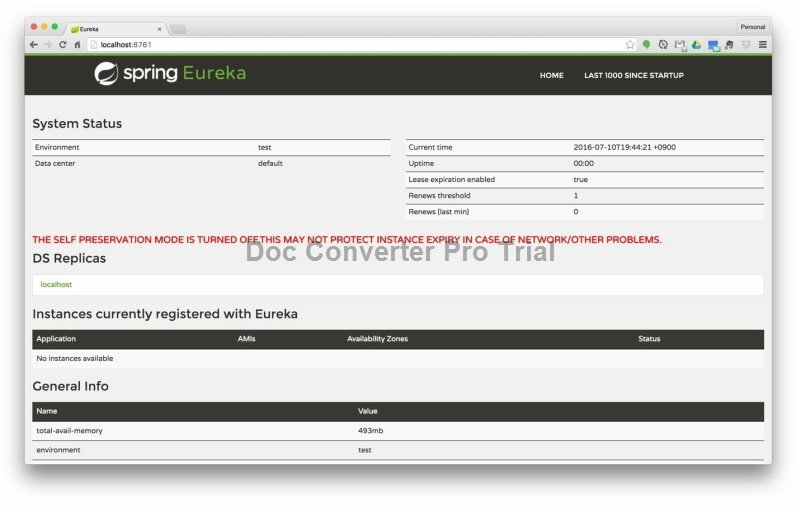 Eureka
Personal
localhost:8761
spring Eureka
HOME LAST 1000 SINCE STARTUP
System Status
Environment test
Data center default
Current time 2016-07-10T19:44:21 +0900
Uptime 00:00
Lease expiration enabled true
Renews threshold 1
Renews (last min) 0
THE SELF PRESERVATION MODE IS TURNED OFF.THIS MAY NOT PROTECT INSTANCE EXPIRY IN CASE OF NETWORK/OTHER PROBLEMS.
Doc Converter Pro Trial
DS Replicas
localhost
Instances currently registered with Eureka
Application AMIs Availability Zones Status
No instances available
General Info
Name Value
total-avail-memory 493mb
environment test